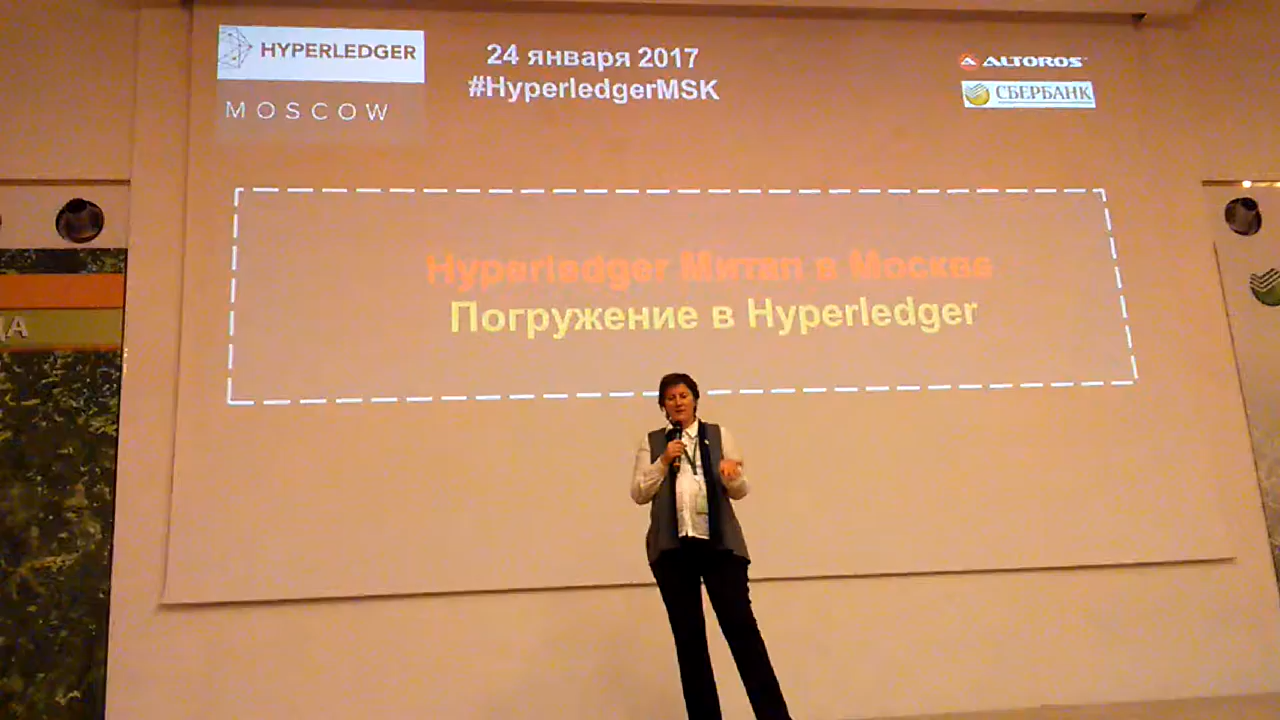 HYPERLEDGER
MOSCOW
24 января 2017
#HyperledgerMSK
ALTOROS
СБЕРБАНК
Hyperledger Митап в Москве
Погружение в Hyperledger